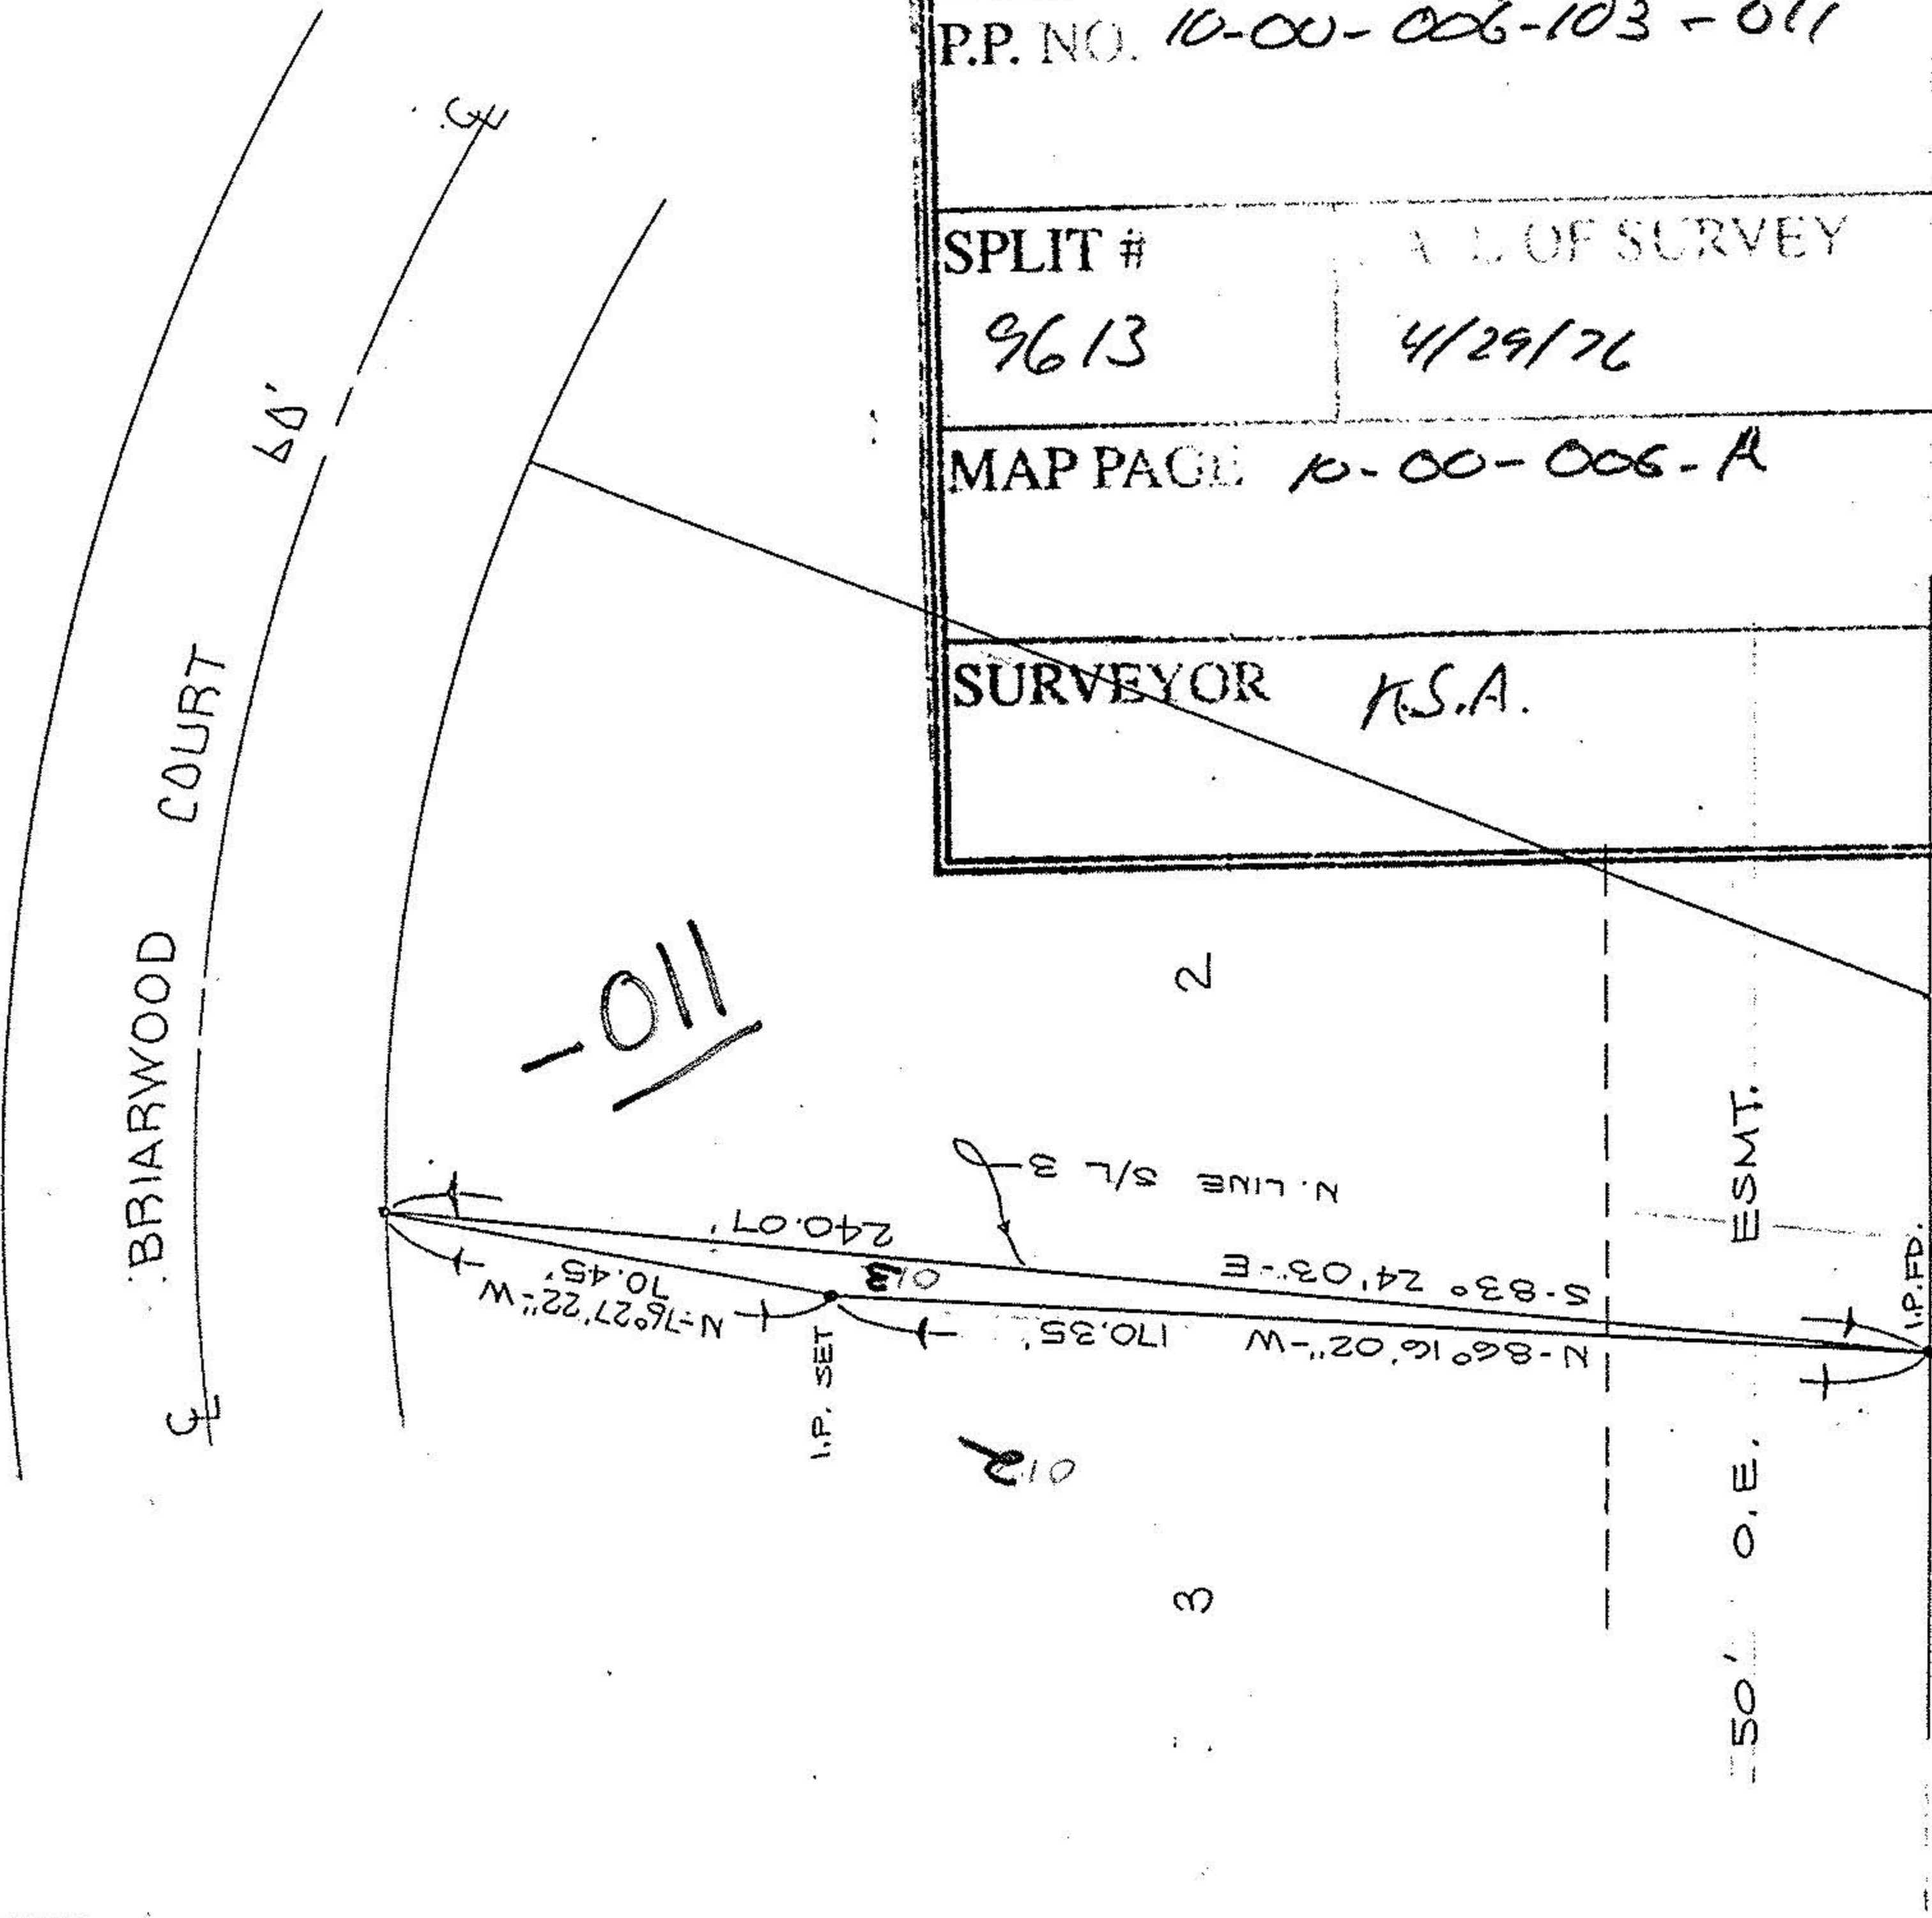 P.P. NO. 10-00-006-103-011
SPLIT #
OF SURVEY
9613
4/29/76
MAP PAGE 10-00-006-A
SURVEYOR K.S.A.
C̲L
60'
BRIARWOOD COURT
CL
-011
2
N. LINE S/L 3
240.07'
S-83° 24' 03"-E
013
N-76°27'22"-W
70.45'
I.P. SET
170.35'
N-86°16'02"-W
012
3
50' O.E. ESMT.
I.P. FD.